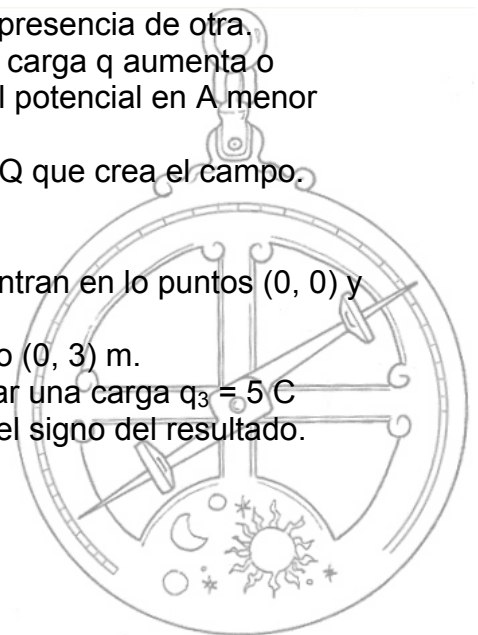 presencia de otra.
carga q aumenta o
l potencial en A menor
Q que crea el campo.
ntran en lo puntos (0, 0) y
o (0, 3) m.
ar una carga q₃ = 5 C
el signo del resultado.